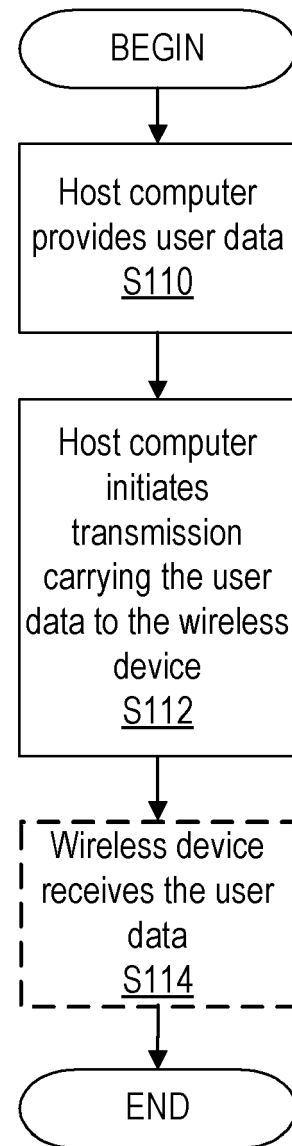 BEGIN
Host computer
provides user data
S110
Host computer
initiates
transmission
carrying the user
data to the wireless
device
S112
Wireless device
receives the user
data
S114
END